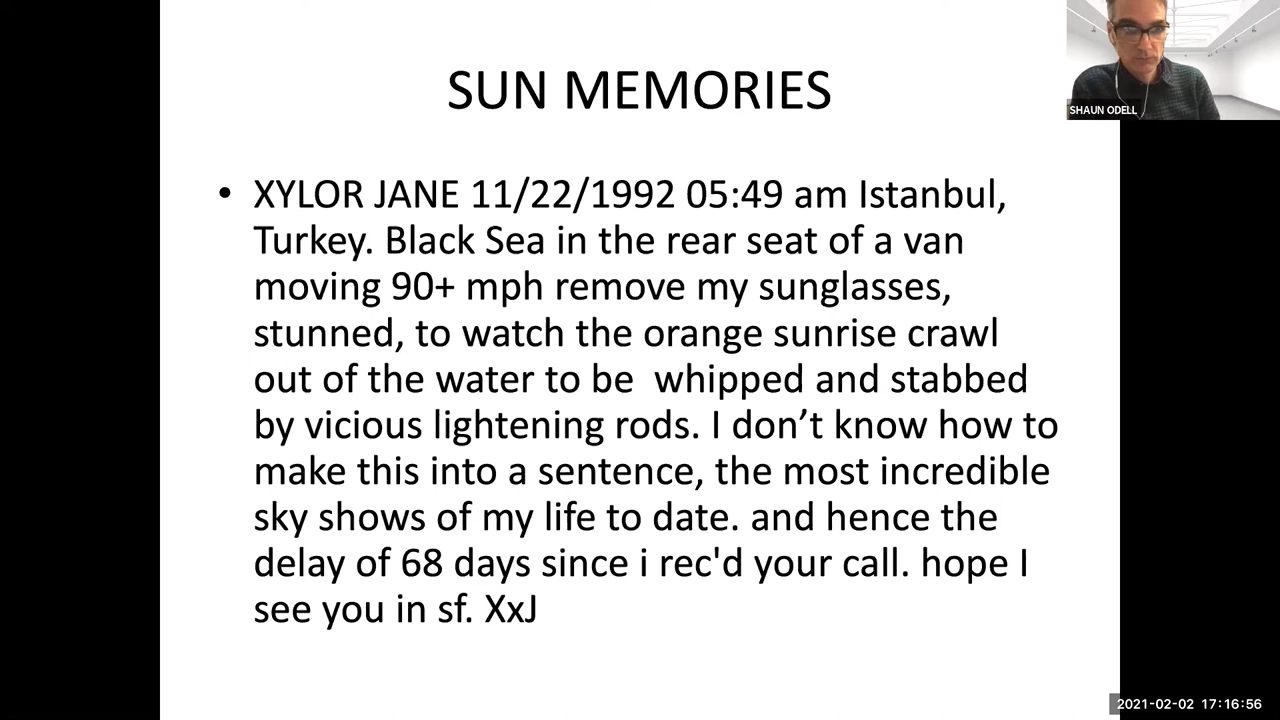 SUN MEMORIES
SHAUN ODELL
• XYLOR JANE 11/22/1992 05:49 am Istanbul,
Turkey. Black Sea in the rear seat of a van
moving 90+ mph remove my sunglasses,
stunned, to watch the orange sunrise crawl
out of the water to be  whipped and stabbed
by vicious lightening rods. I don’t know how to
make this into a sentence, the most incredible
sky shows of my life to date. and hence the
delay of 68 days since i rec'd your call. hope I
see you in sf. XxJ
2021-02-02 17:16:56